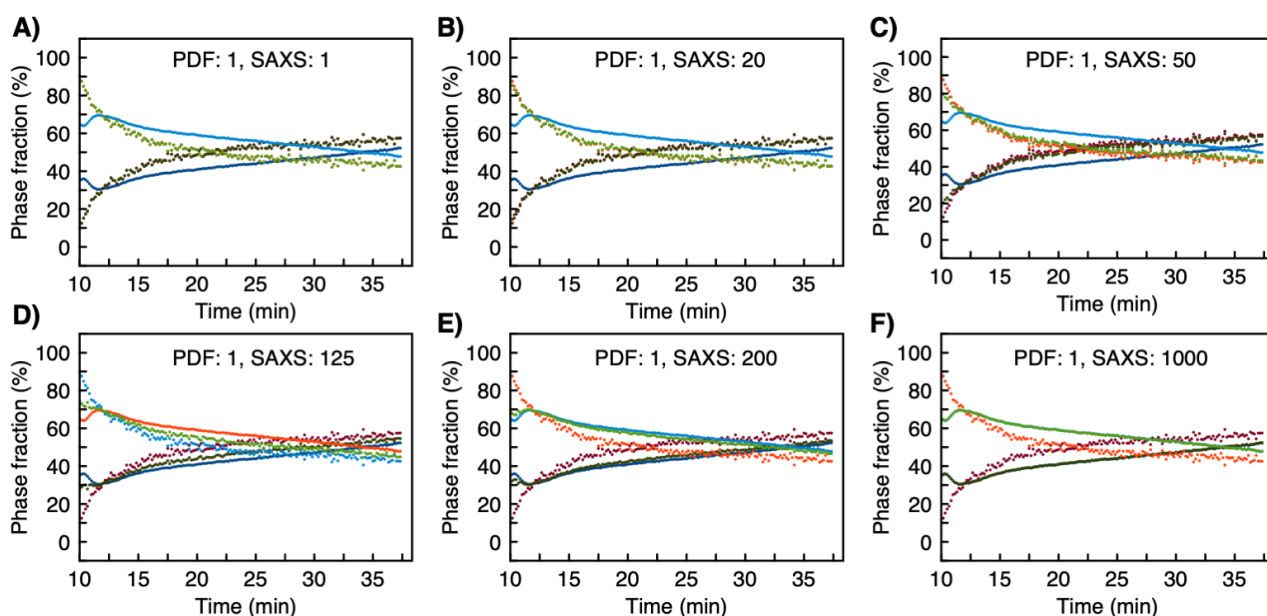 A)
PDF: 1, SAXS: 1
Phase fraction (%)
100
80
60
40
20
0
10 15 20 25 30 35
Time (min)
B)
PDF: 1, SAXS: 20
Phase fraction (%)
100
80
60
40
20
0
10 15 20 25 30 35
Time (min)
C)
PDF: 1, SAXS: 50
Phase fraction (%)
100
80
60
40
20
0
10 15 20 25 30 35
Time (min)
D)
PDF: 1, SAXS: 125
Phase fraction (%)
100
80
60
40
20
0
10 15 20 25 30 35
Time (min)
E)
PDF: 1, SAXS: 200
Phase fraction (%)
100
80
60
40
20
0
10 15 20 25 30 35
Time (min)
F)
PDF: 1, SAXS: 1000
Phase fraction (%)
100
80
60
40
20
0
10 15 20 25 30 35
Time (min)